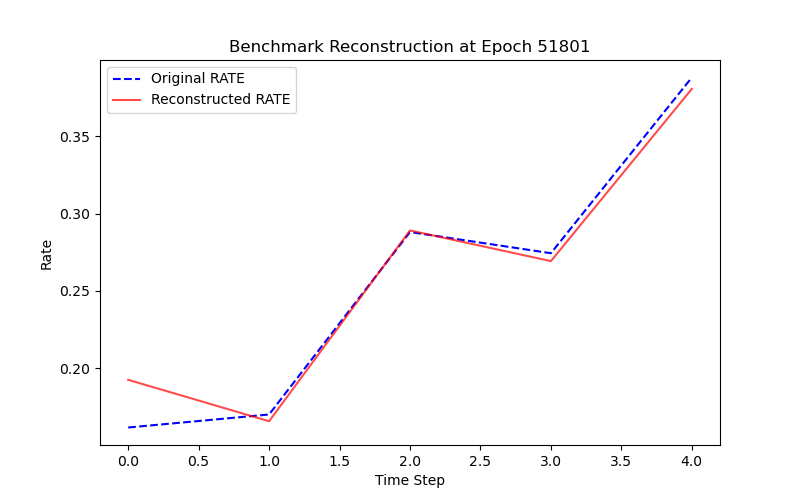 Benchmark Reconstruction at Epoch 51801
Original RATE
Reconstructed RATE
0.35
0.30
0.25
0.20
Rate
0.0 0.5 1.0 1.5 2.0 2.5 3.0 3.5 4.0
Time Step